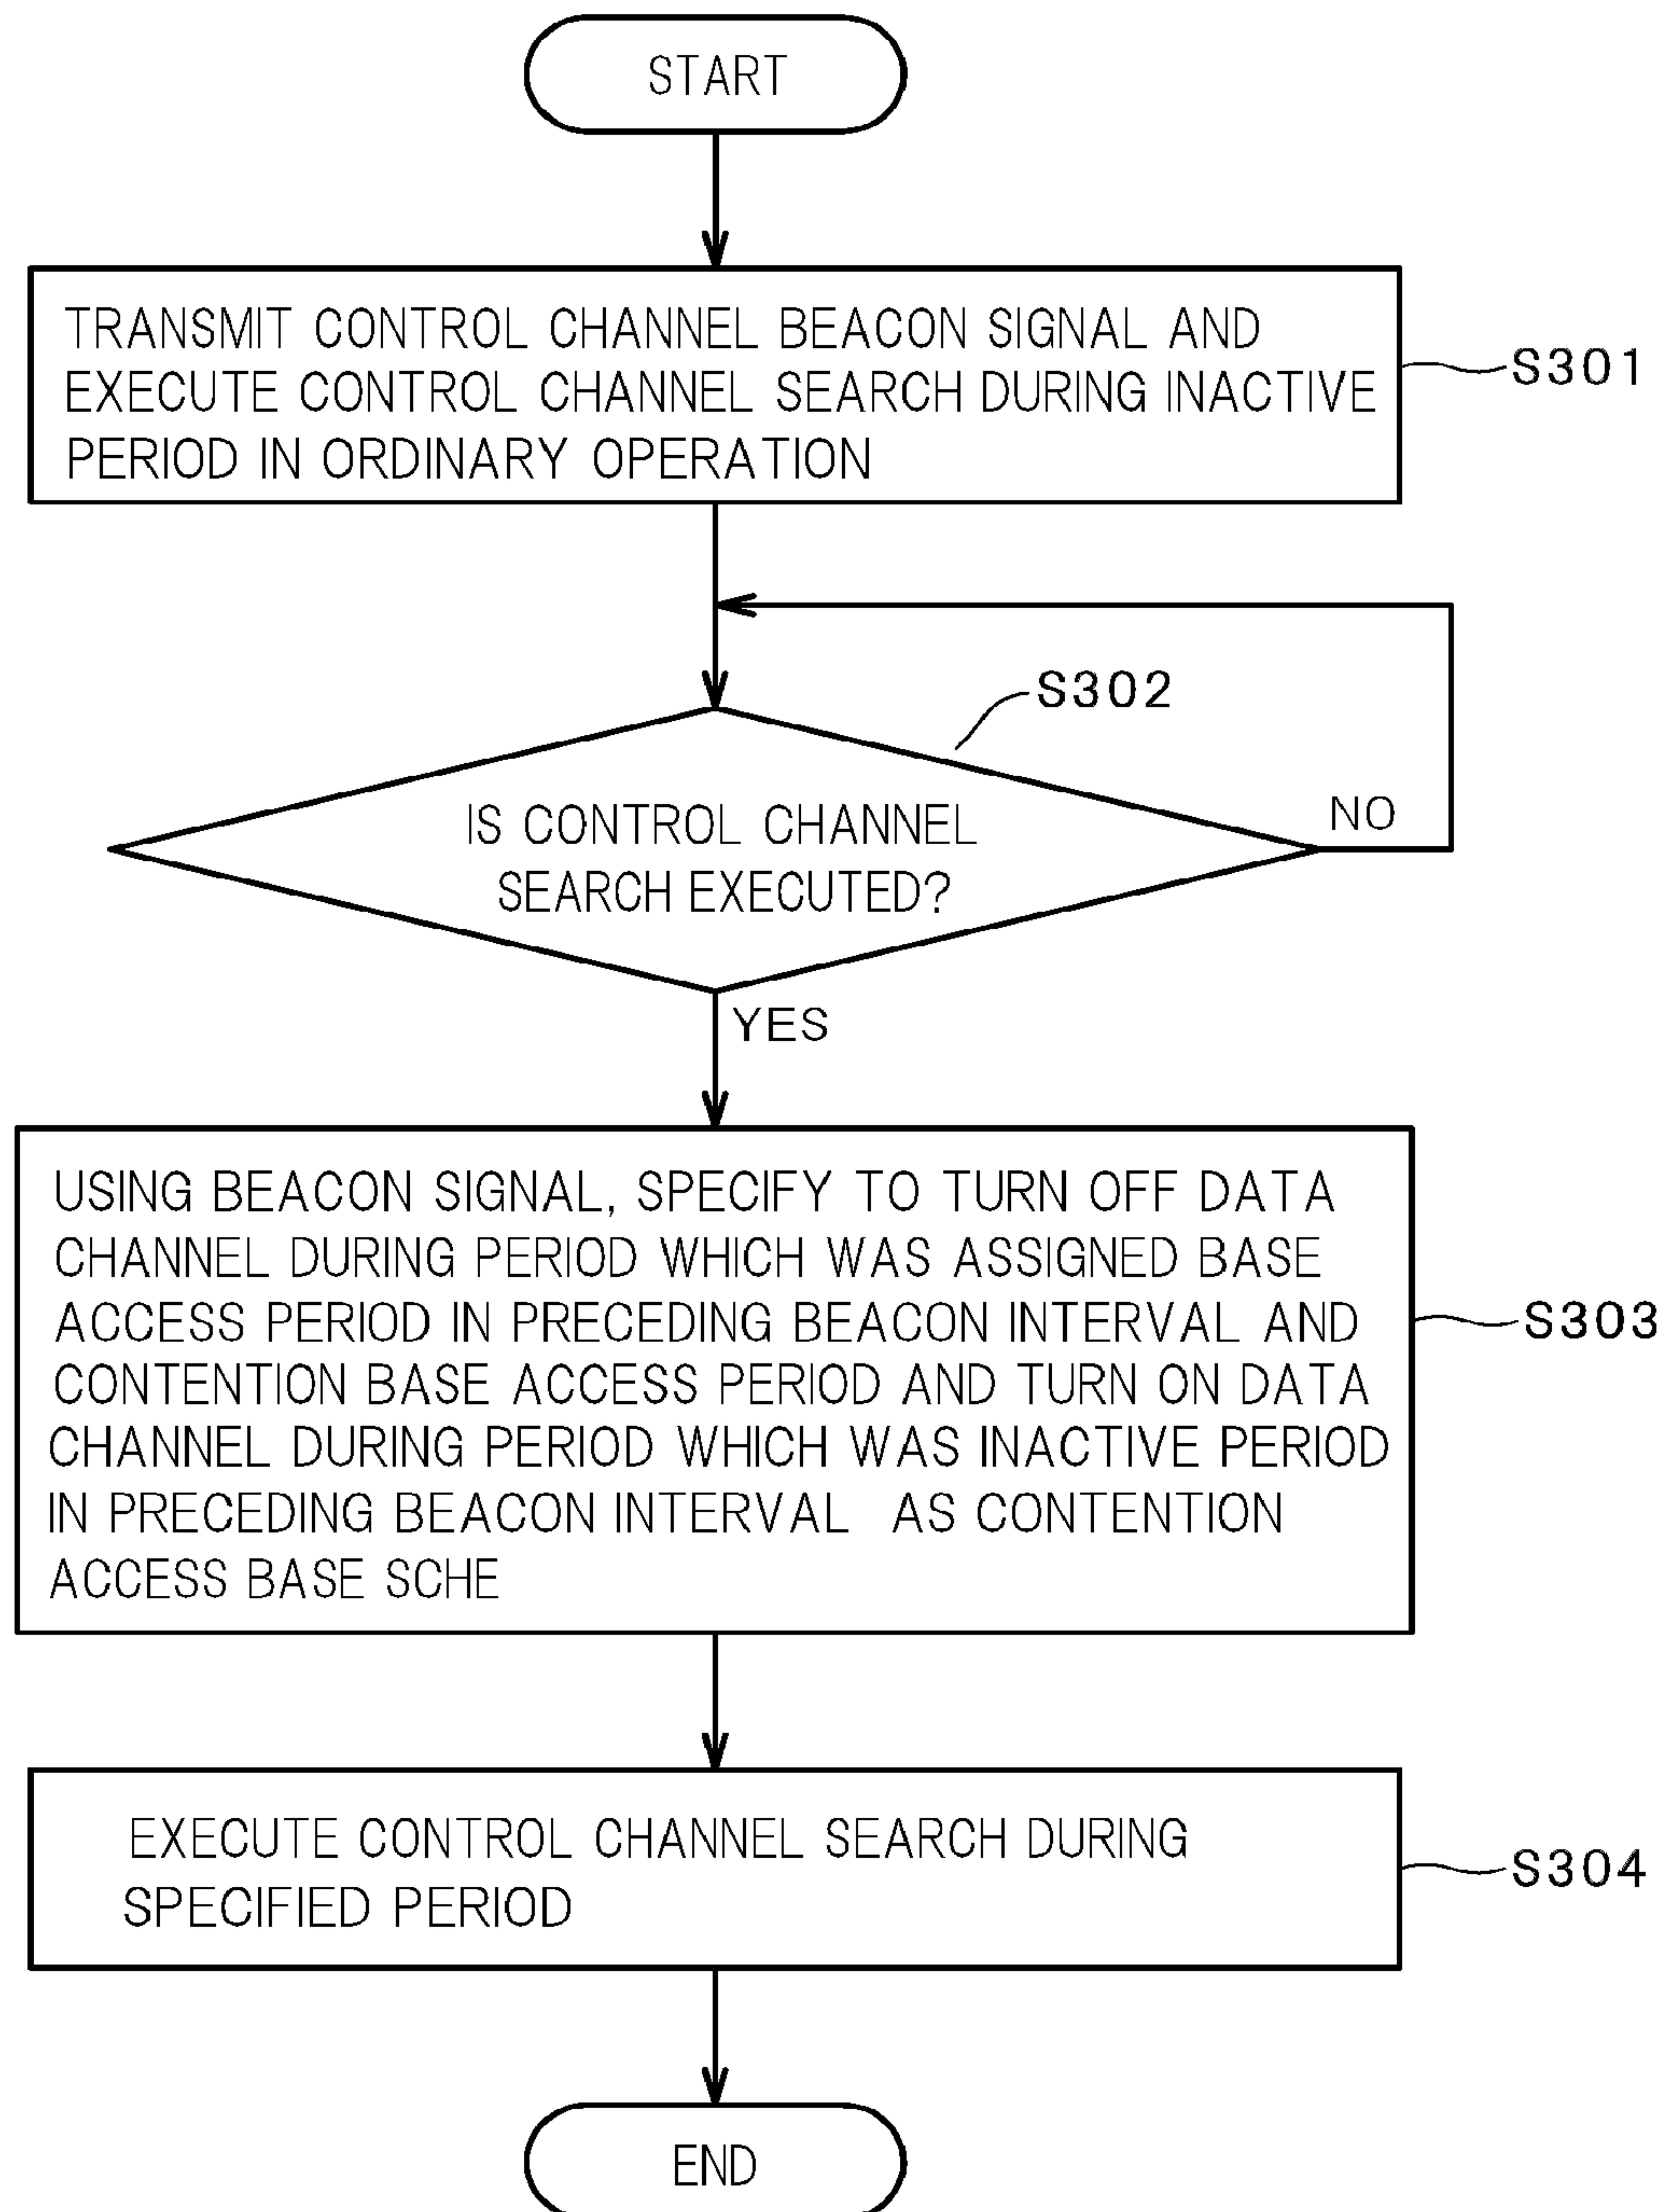 START
TRANSMIT CONTROL CHANNEL BEACON SIGNAL AND
EXECUTE CONTROL CHANNEL SEARCH DURING INACTIVE
PERIOD IN ORDINARY OPERATION
S301
S302
IS CONTROL CHANNEL
SEARCH EXECUTED?
NO
YES
USING BEACON SIGNAL, SPECIFY TO TURN OFF DATA
CHANNEL DURING PERIOD WHICH WAS ASSIGNED BASE
ACCESS PERIOD IN PRECEDING BEACON INTERVAL AND
CONTENTION BASE ACCESS PERIOD AND TURN ON DATA
CHANNEL DURING PERIOD WHICH WAS INACTIVE PERIOD
IN PRECEDING BEACON INTERVAL AS CONTENTION
ACCESS BASE SCHE
S303
EXECUTE CONTROL CHANNEL SEARCH DURING
SPECIFIED PERIOD
S304
END